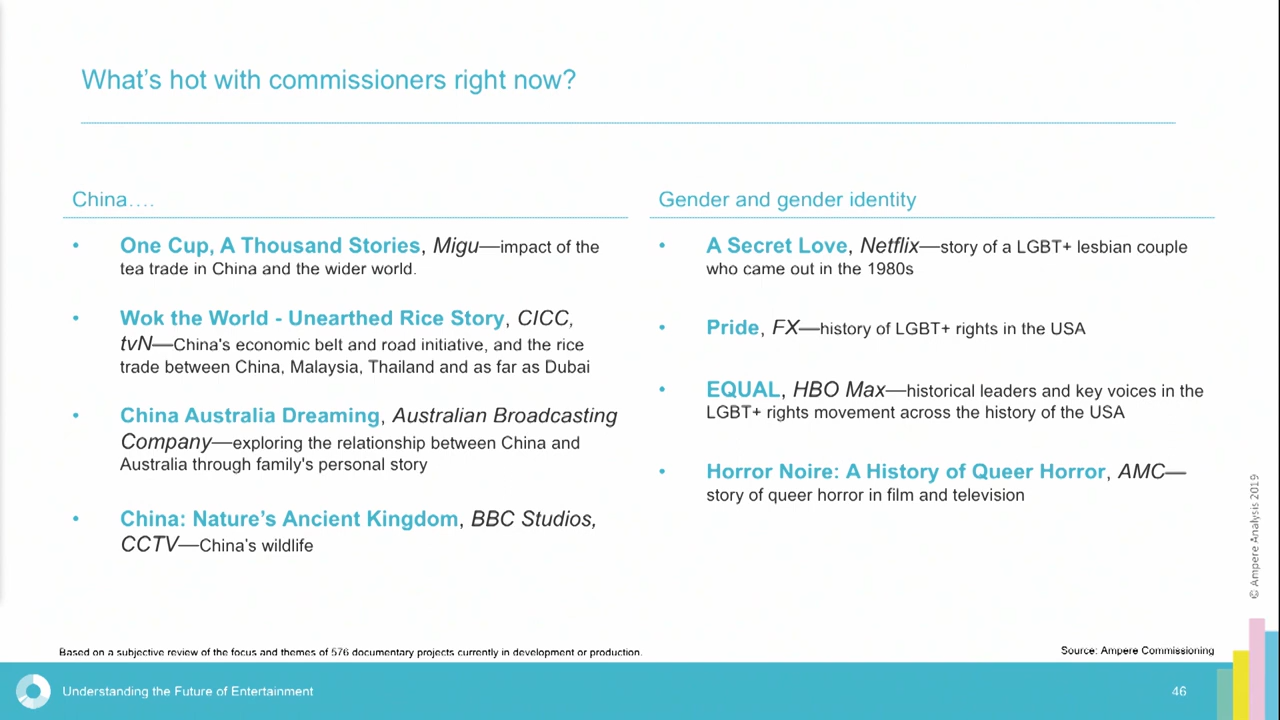 What's hot with commissioners right now?
China....
• One Cup, A Thousand Stories, Migu—impact of the
tea trade in China and the wider world.
• Wok the World - Unearthed Rice Story, CICC,
tvN—China's economic belt and road initiative, and the rice
trade between China, Malaysia, Thailand and as far as Dubai
• China Australia Dreaming, Australian Broadcasting
Company—exploring the relationship between China and
Australia through family's personal story
• China: Nature's Ancient Kingdom, BBC Studios,
CCTV—China's wildlife
Gender and gender identity
• A Secret Love, Netflix—story of a LGBT+ lesbian couple
who came out in the 1980s
• Pride, FX—history of LGBT+ rights in the USA
• EQUAL, HBO Max—historical leaders and key voices in the
LGBT+ rights movement across the history of the USA
• Horror Noire: A History of Queer Horror, AMC—
story of queer horror in film and television
© Ampere Analysis 2019
Based on a subjective review of the focus and themes of 576 documentary projects currently in development or production.
Source: Ampere Commissioning
Understanding the Future of Entertainment
46